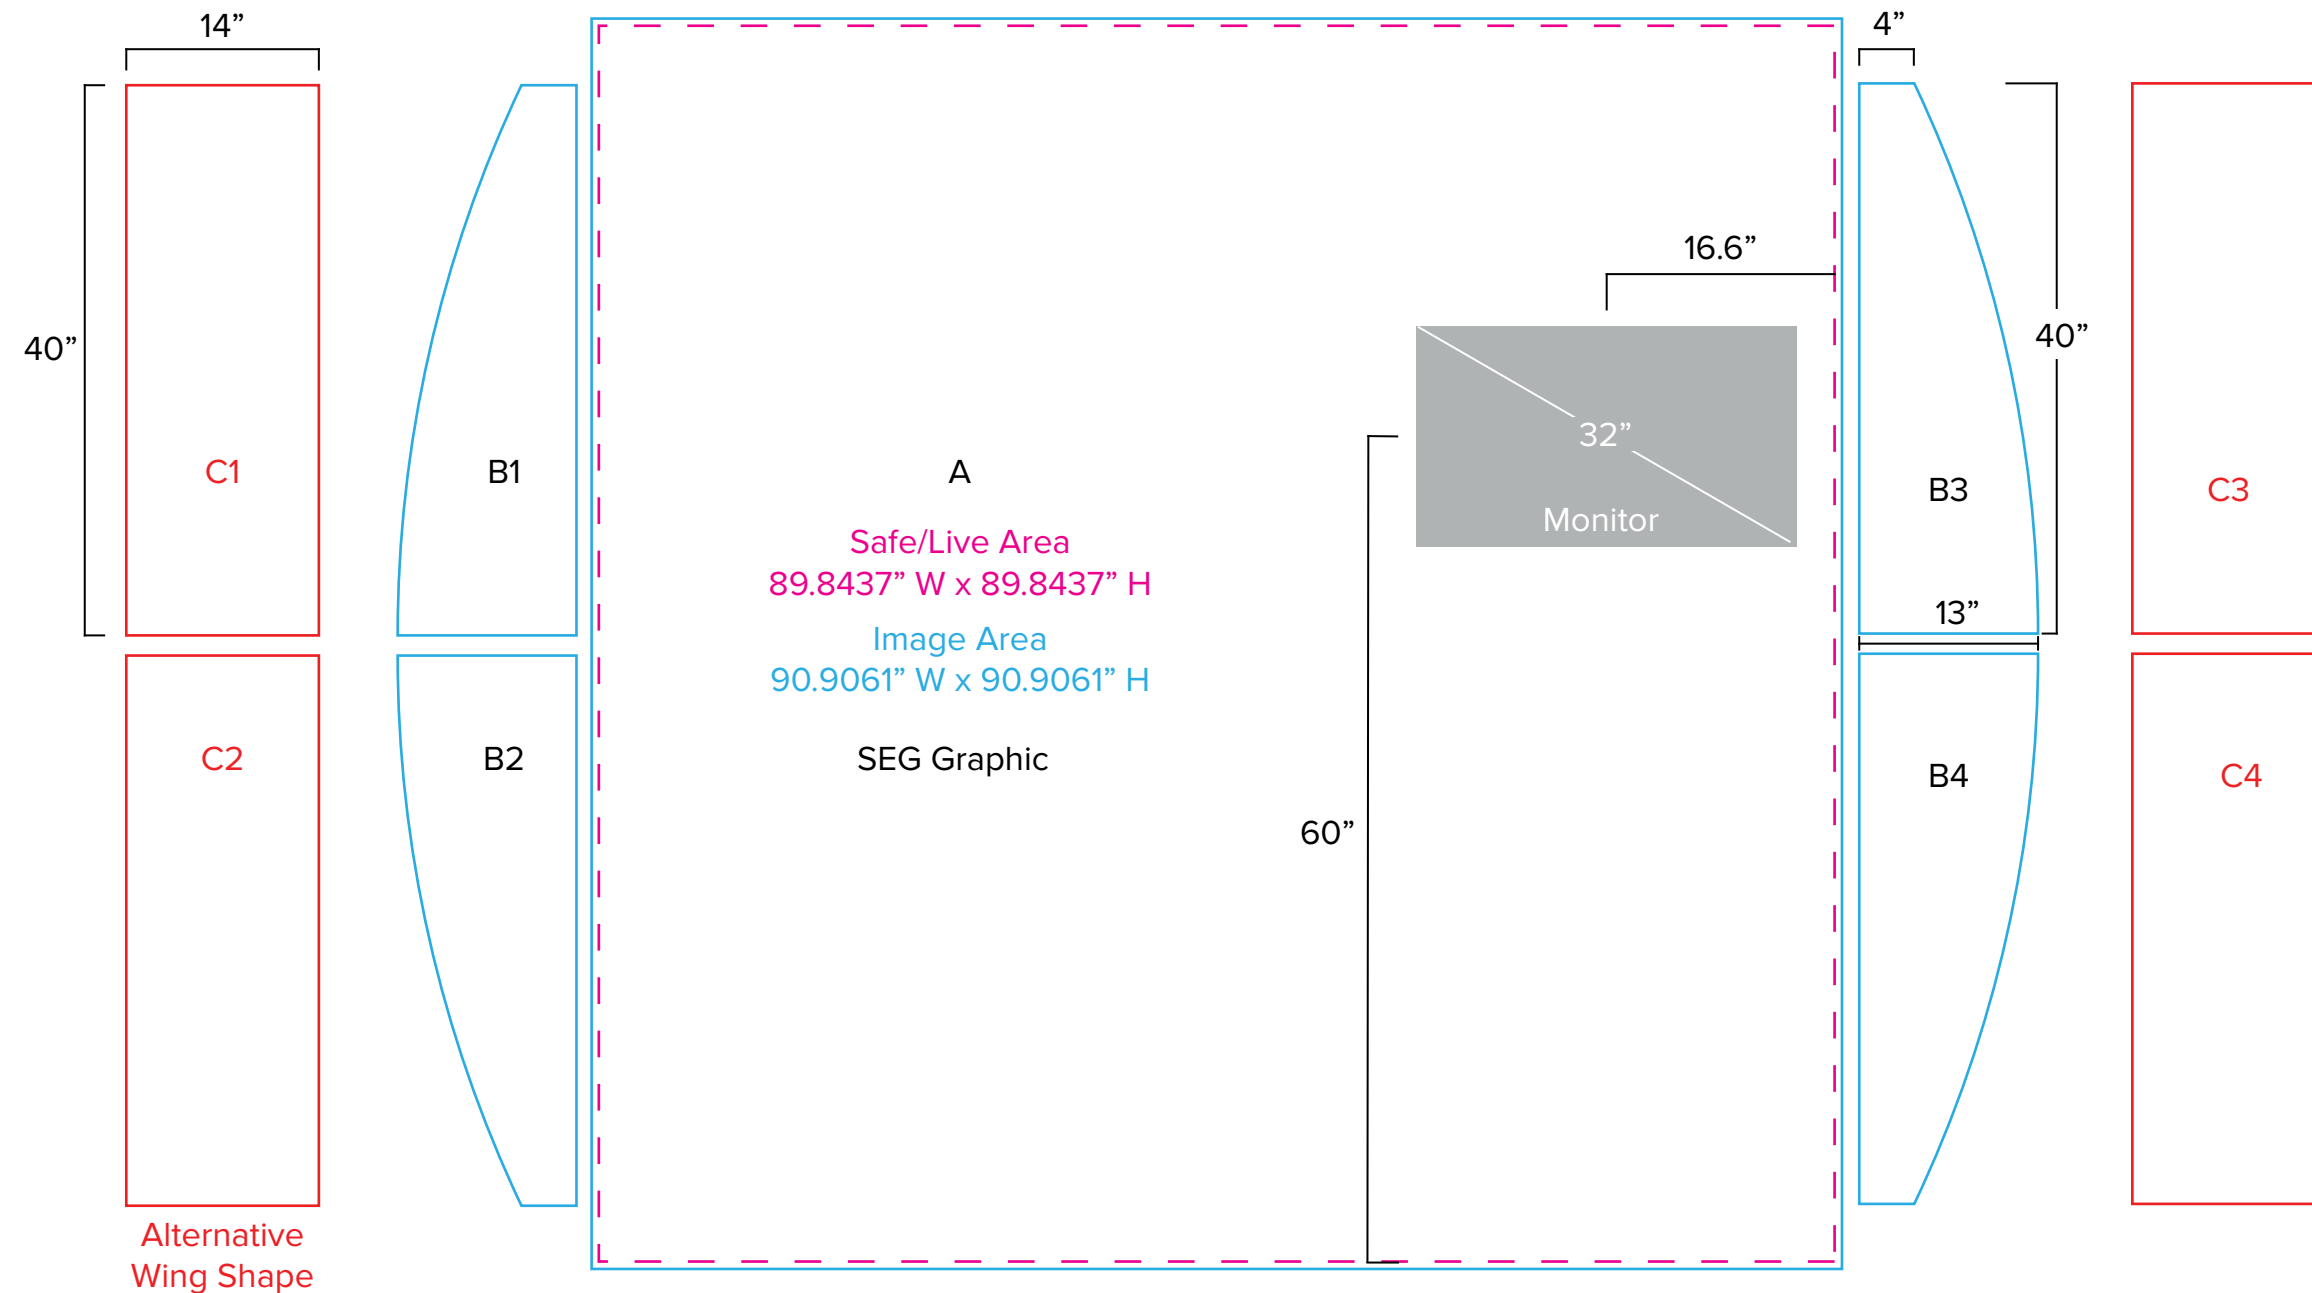 14”
4”
16.6”
40”
40”
32”
C1
B1
A
B3
C3
Monitor
Safe/Live Area
89.8437” W x 89.8437” H
13”
Image Area
90.9061” W x 90.9061” H
C2
B2
SEG Graphic
B4
C4
60”
Alternative
Wing Shape